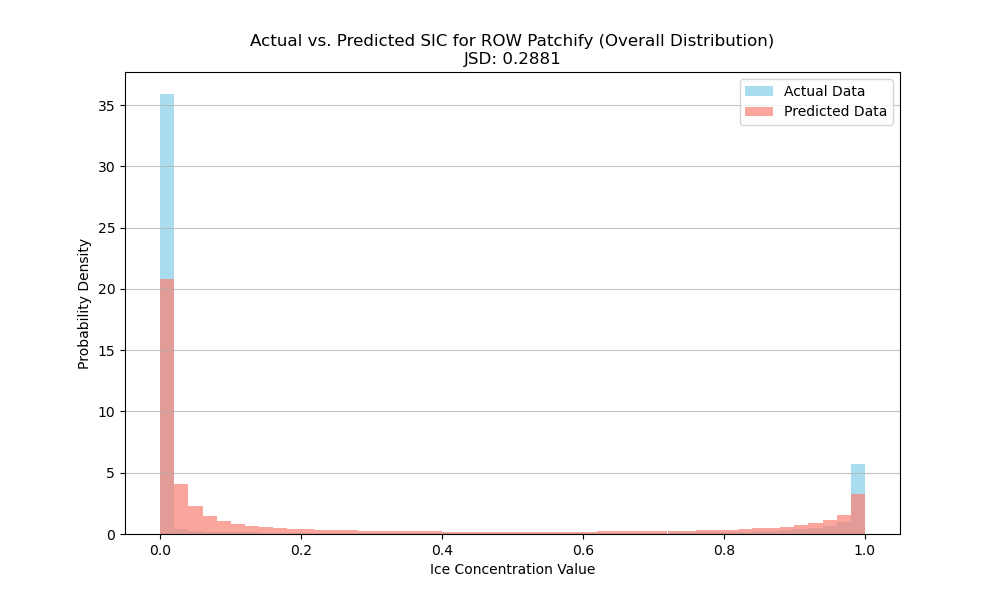 Actual vs. Predicted SIC for ROW Patchify (Overall Distribution)
JSD: 0.2881
Actual Data
Predicted Data
Probability Density
35
30
25
20
15
10
5
0
0.0
0.2
0.4
0.6
0.8
1.0
Ice Concentration Value